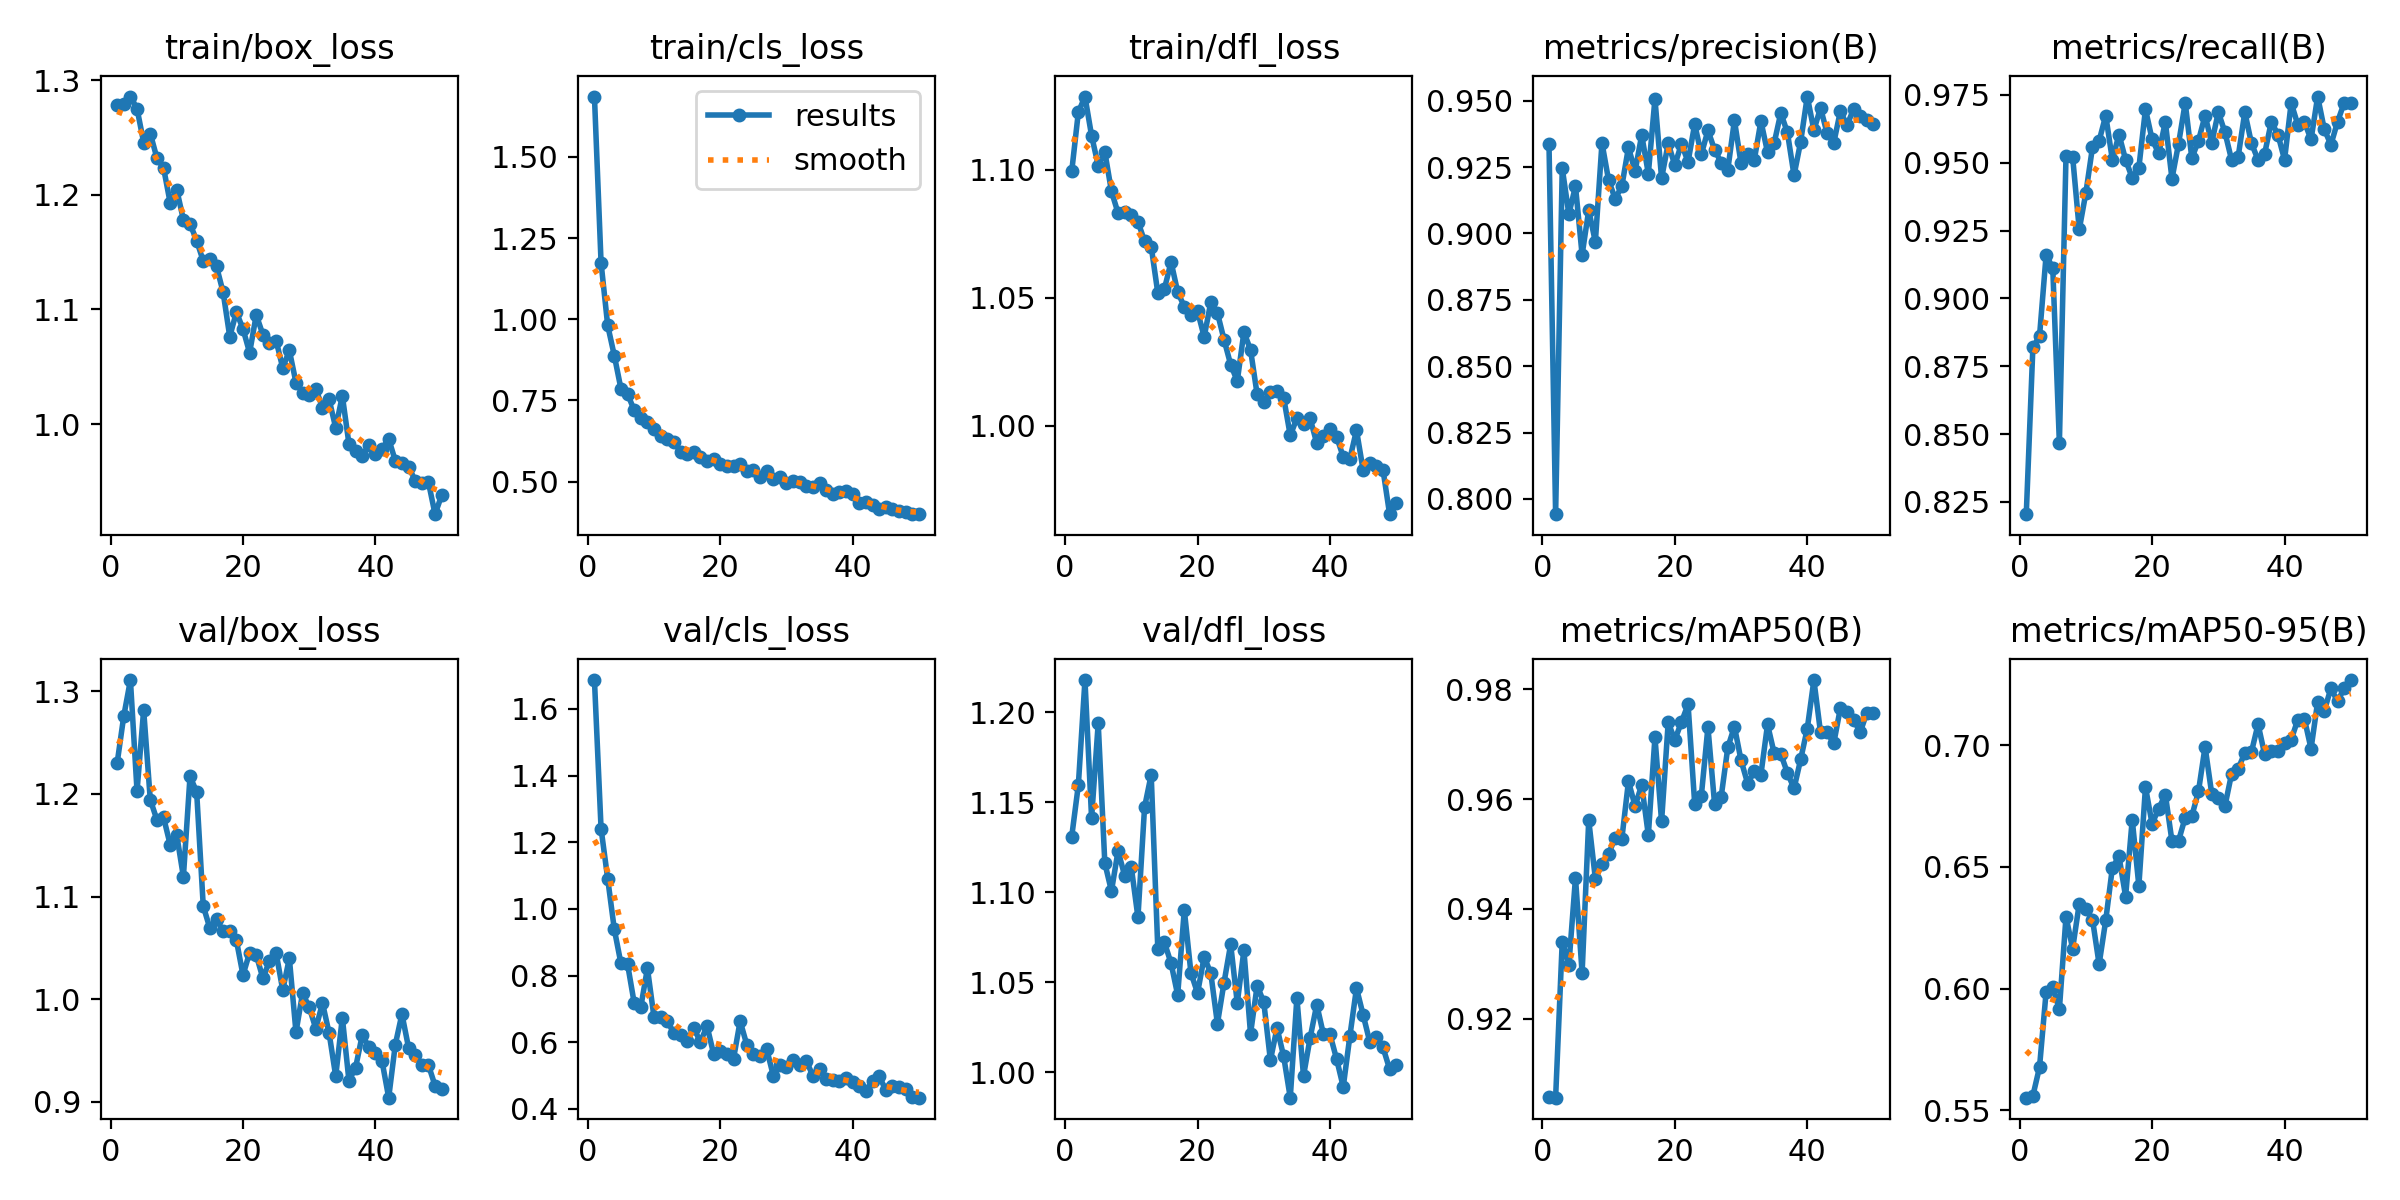 train/box_loss
1.3
1.2
1.1
1.0
0 20 40
train/cls_loss
results
smooth
1.50
1.25
1.00
0.75
0.50
0 20 40
train/dfl_loss
1.10
1.05
1.00
0 20 40
metrics/precision(B)
0.950
0.925
0.900
0.875
0.850
0.825
0.800
0 20 40
metrics/recall(B)
0.975
0.950
0.925
0.900
0.875
0.850
0.825
0 20 40
val/box_loss
1.3
1.2
1.1
1.0
0.9
0 20 40
val/cls_loss
1.6
1.4
1.2
1.0
0.8
0.6
0.4
0 20 40
val/dfl_loss
1.20
1.15
1.10
1.05
1.00
0 20 40
metrics/mAP50(B)
0.98
0.96
0.94
0.92
0 20 40
metrics/mAP50-95(B)
0.70
0.65
0.60
0.55
0 20 40